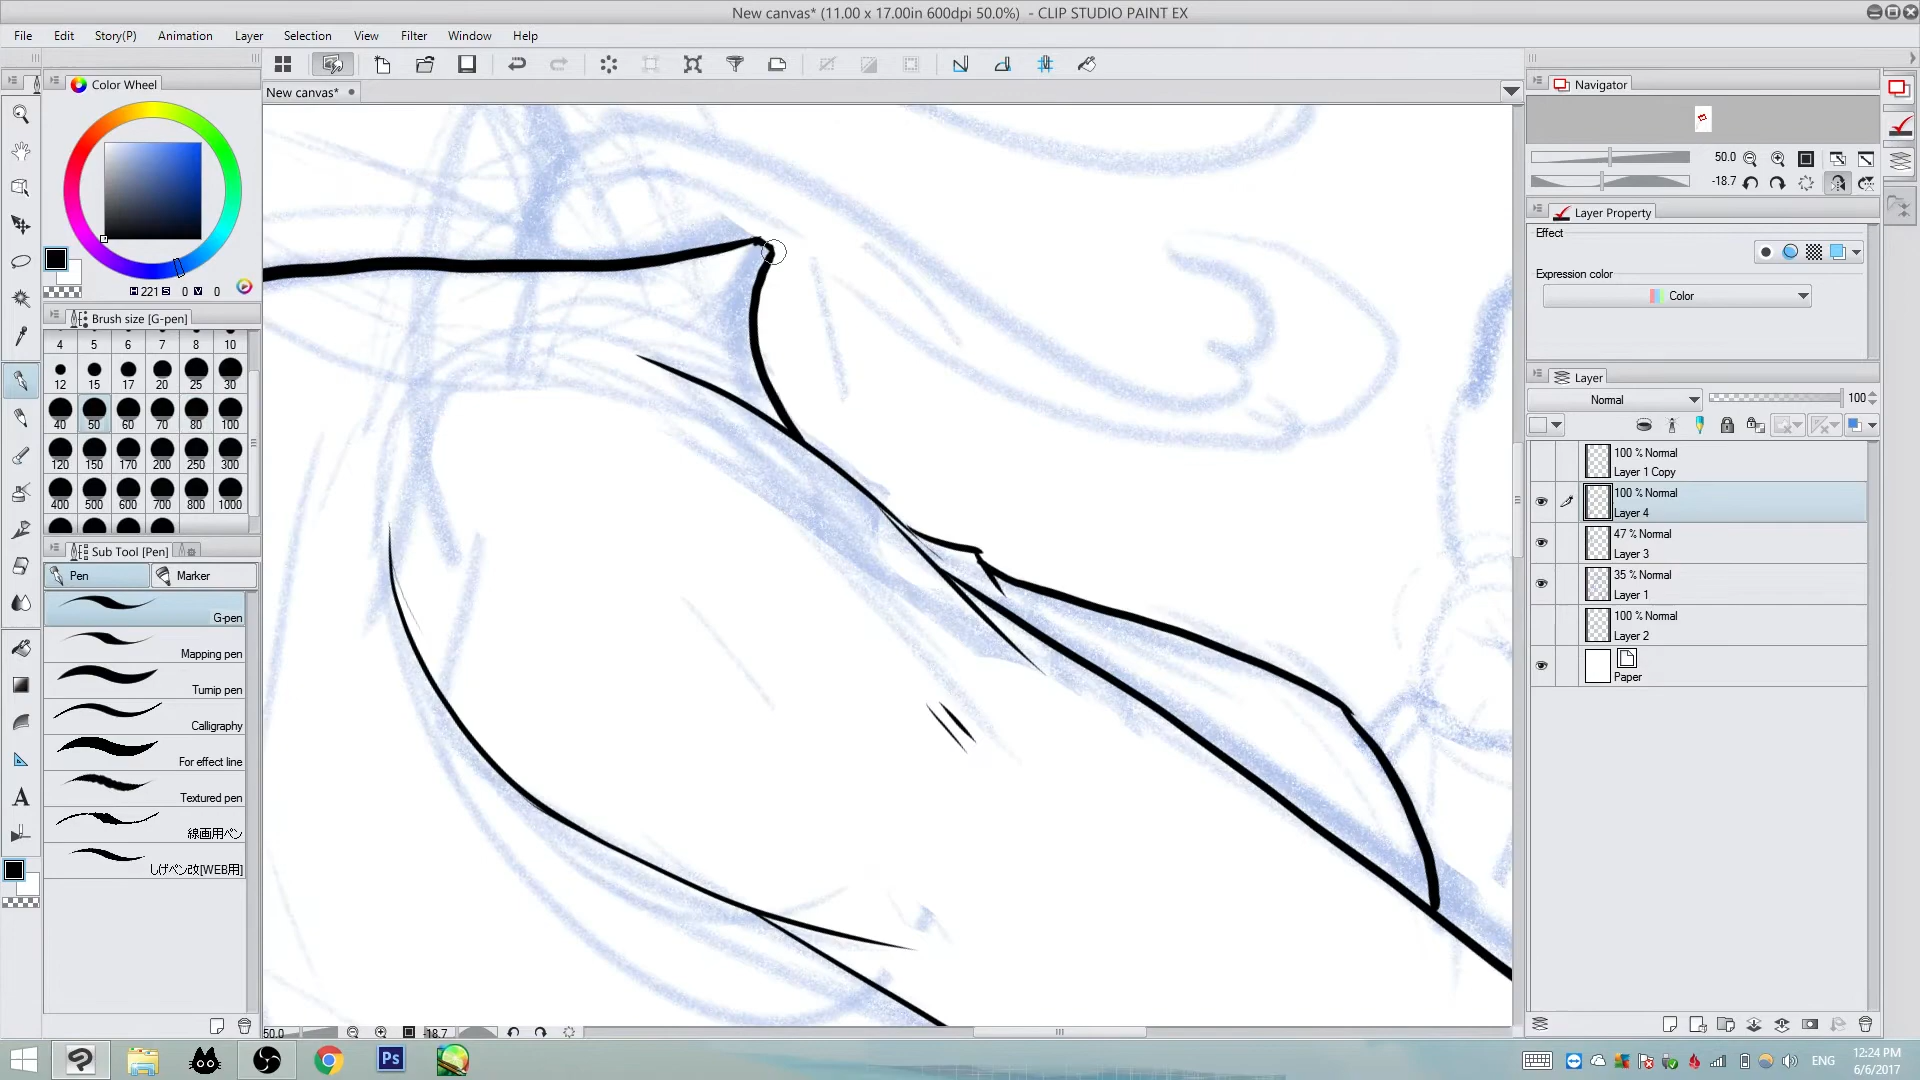 New canvas* (11.00 x 17.00in 600dpi 50.0%) - CLIP STUDIO PAINT EX
File Edit Story(P) Animation Layer Selection View Filter Window Help
Color Wheel
New canvas*
Navigator
50.0
-18.7
Layer Property
Effect
Expression color
Color
H 221 S 0 V 0
Brush size [G-pen]
4 5 6 7 8 10
12 15 17 20 25 30
40 50 60 70 80 100
120 150 170 200 250 300
400 500 600 700 800 1000
Sub Tool [Pen]
Pen
Marker
G-pen
Mapping pen
Turnip pen
Calligraphy
For effect line
Textured pen
線画用ペン
しげペン改[WEB用]
A
Layer
Normal
100
100 % Normal
Layer 1 Copy
100 % Normal
Layer 4
47 % Normal
Layer 3
35 % Normal
Layer 1
100 % Normal
Layer 2
Paper
50.0
-18.7
Ps
ENG
12:24 PM
6/6/2017